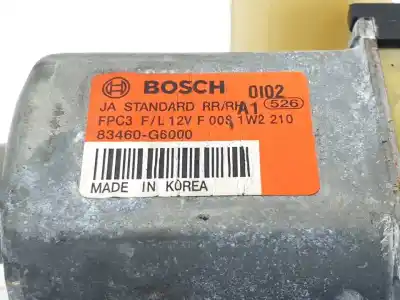 BOSCH 0102
JA STANDARD RR/RH A1 526
FPC3 F/L 12V F 00S 1W2 210
83460-G6000
MADE IN KOREA